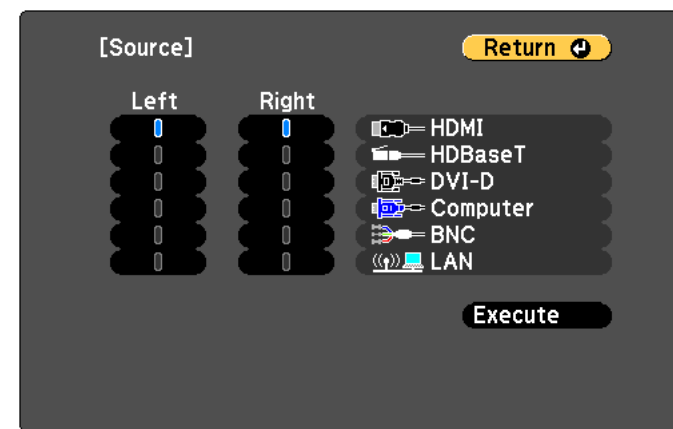 [Source] Return
Left Right
HDMI
HDBaseT
DVI-D
Computer
BNC
LAN
Execute